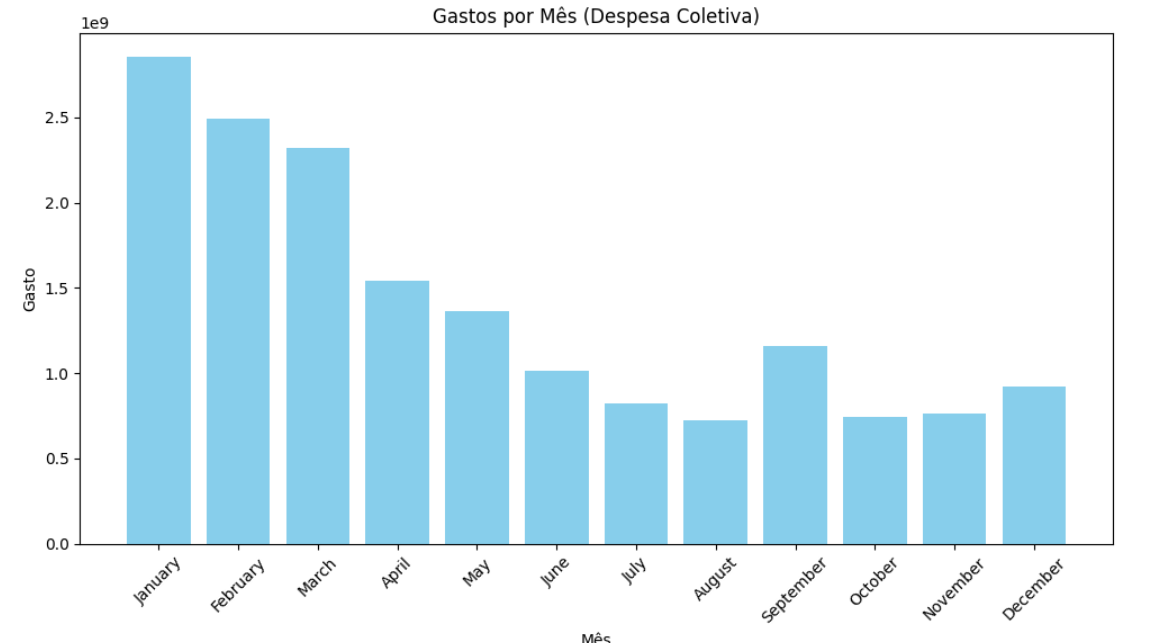 Gastos por Mês (Despesa Coletiva)
1e9
2.5
2.0
1.5
1.0
0.5
0.0
Gasto
January
February
March
April
May
June
July
August
September
October
November
December
Mês